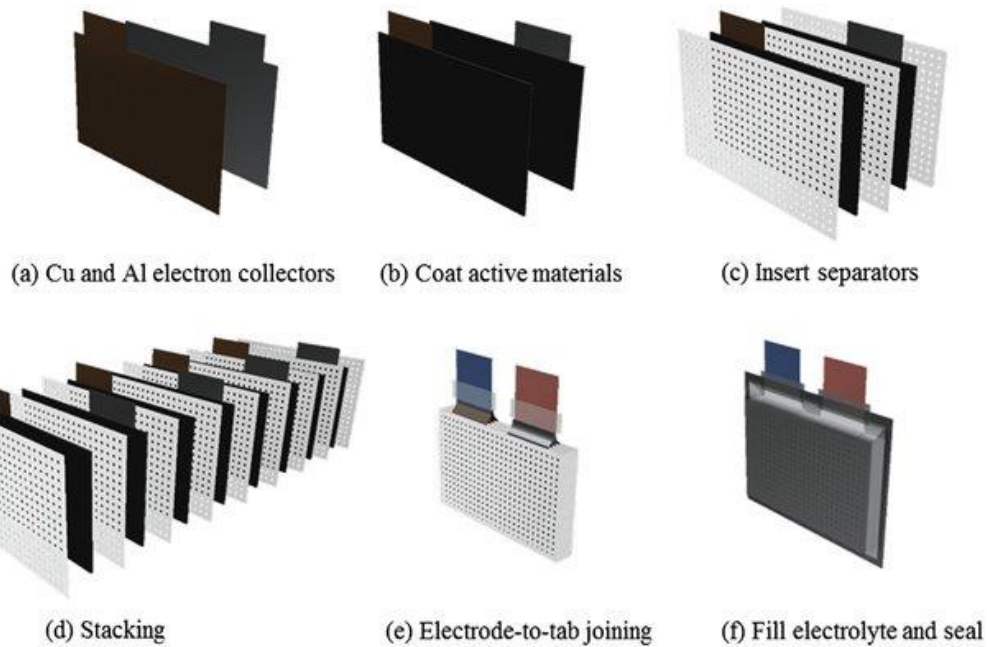 (a) Cu and Al electron collectors
(b) Coat active materials
(c) Insert separators
(d) Stacking
(e) Electrode-to-tab joining
(f) Fill electrolyte and seal